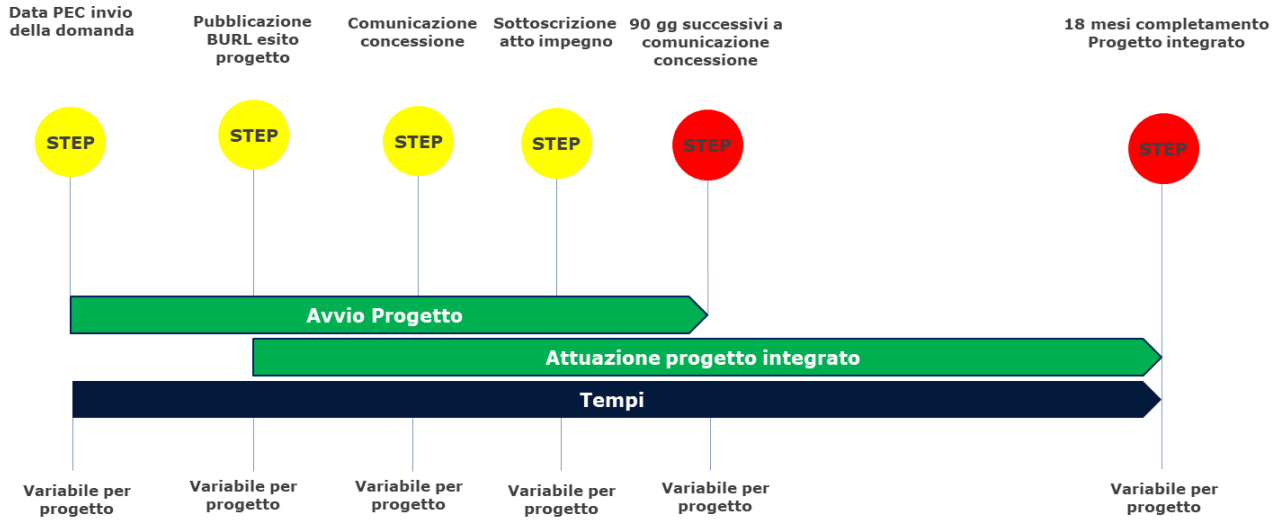 Data PEC invio
della domanda
Pubblicazione
BURL esito
progetto
Comunicazione
concessione
Sottoscrizione
atto impegno
90 gg successivi a
comunicazione
concessione
18 mesi completamento
Progetto integrato
STEP
STEP
STEP
STEP
STEP
STEP
Avvio Progetto
Attuazione progetto integrato
Tempi
Variabile per
progetto
Variabile per
progetto
Variabile per
progetto
Variabile per
progetto
Variabile per
progetto
Variabile per
progetto